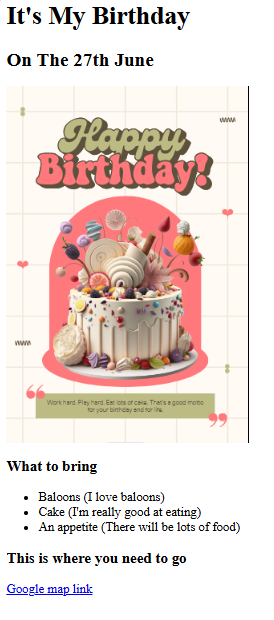 It's My Birthday
On The 27th June
Happy
Birthday!
Work hard. Play hard. Eat lots of cake. That's a good motto
for your birthday and for life.
What to bring
Baloons (I love baloons)
Cake (I'm really good at eating)
An appetite (There will be lots of food)
This is where you need to go
Google map link